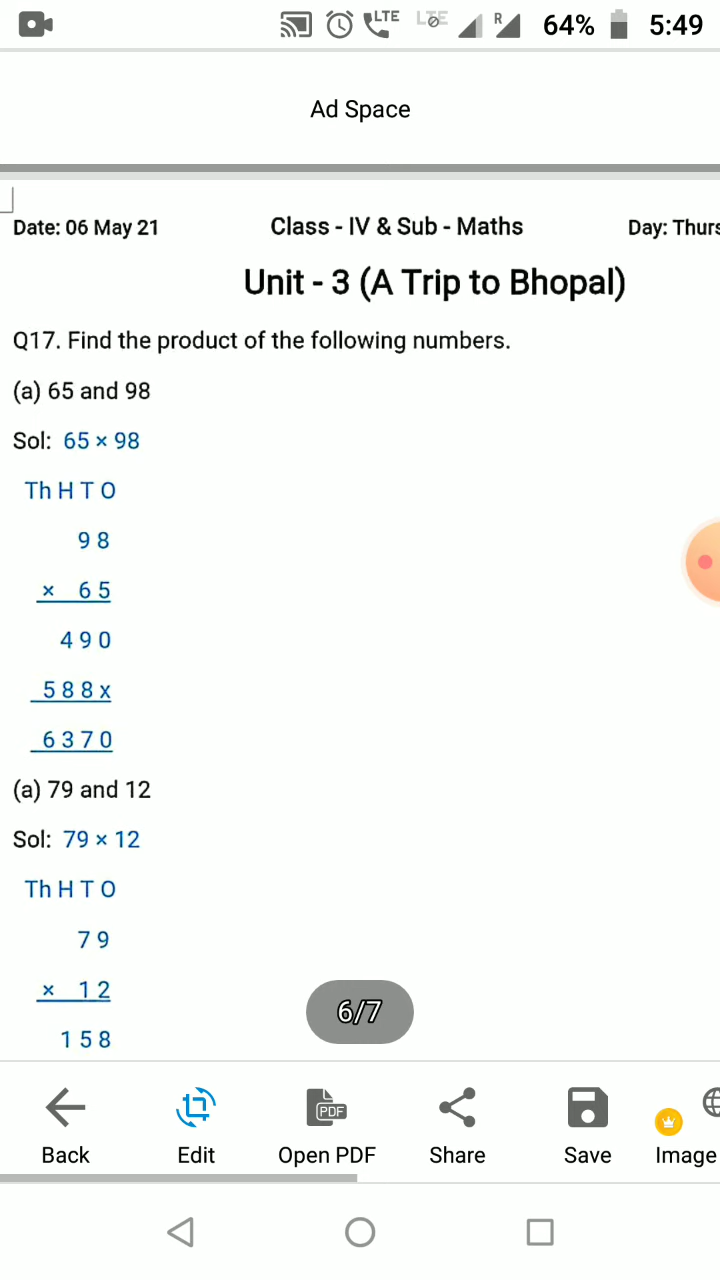 LTE LTE R 64% 5:49
Ad Space
Date: 06 May 21 Class - IV & Sub - Maths Day: Thurs
Unit - 3 (A Trip to Bhopal)
Q17. Find the product of the following numbers.
(a) 65 and 98
Sol: 65 × 98
Th H T O
9 8
× 6 5
4 9 0
5 8 8 x
6 3 7 0
(a) 79 and 12
Sol: 79 × 12
Th H T O
7 9
× 1 2
1 5 8
6/7
PDF
Back Edit Open PDF Share Save Image